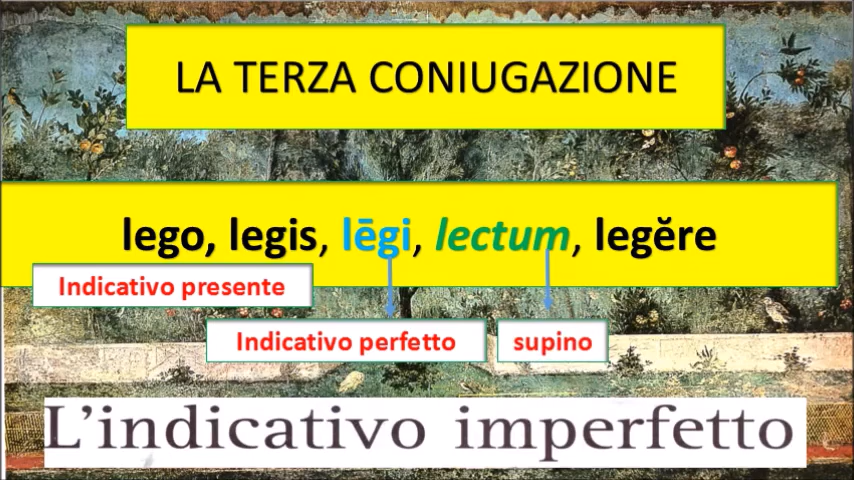 LA TERZA CONIUGAZIONE
lego, legis, lēgi, lectum, legĕre
Indicativo presente
Indicativo perfetto
supino
L'indicativo imperfetto